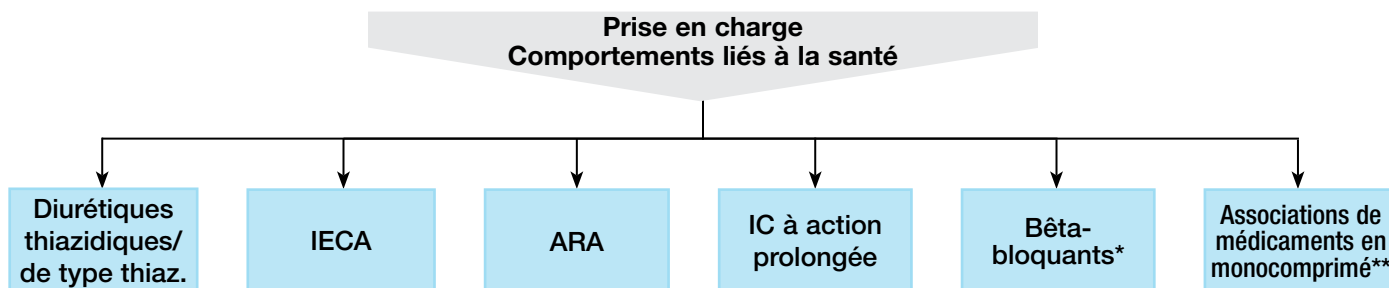 Prise en charge
Comportements liés à la santé
Diurétiques
thiazidiques/
de type thiaz.
IECA
ARA
IC à action
prolongée
Bêta-
bloquants*
Associations de
médicaments en
monocomprimé**